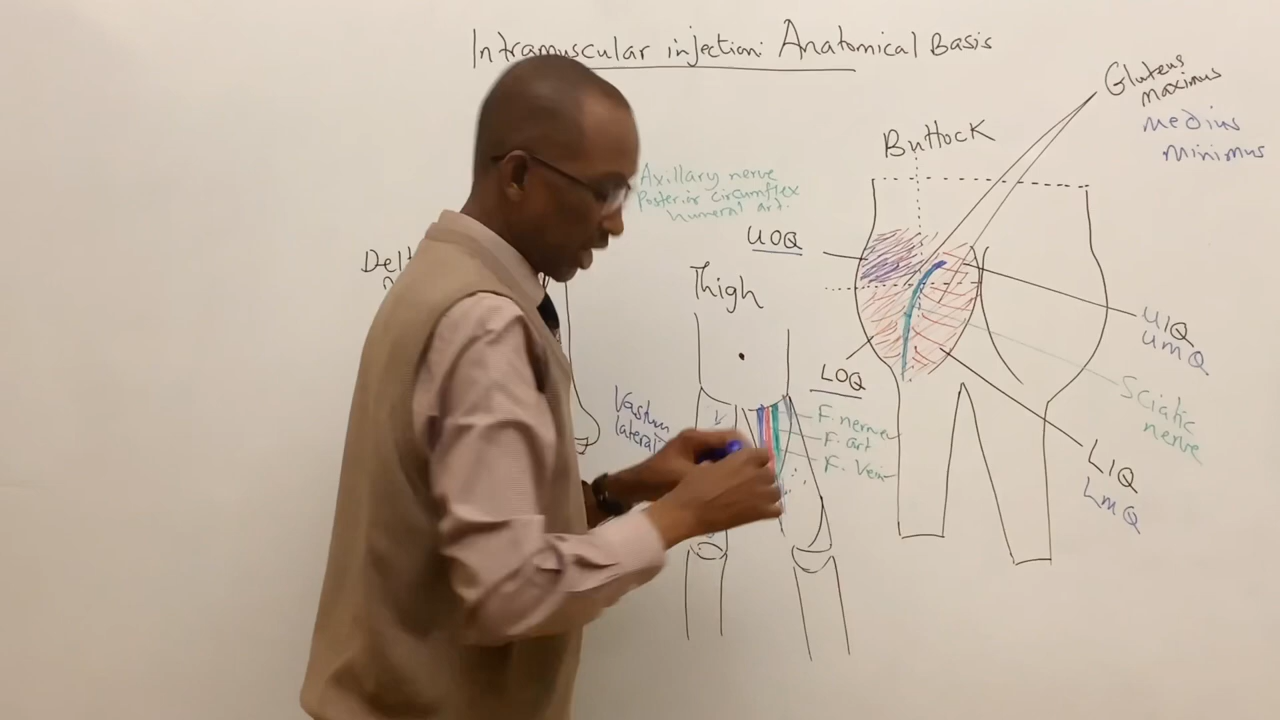 Intramuscular injection: Anatomical Basis
Gluteus
maximus
medius
minimus
Buttock
Axillary nerve
Posterior circumflex
humeral art.
UOQ
Thigh
UIQ
UMQ
LOQ
Sciatic
nerve
F. nerve
F. art
F. Vein
LIQ
LMQ